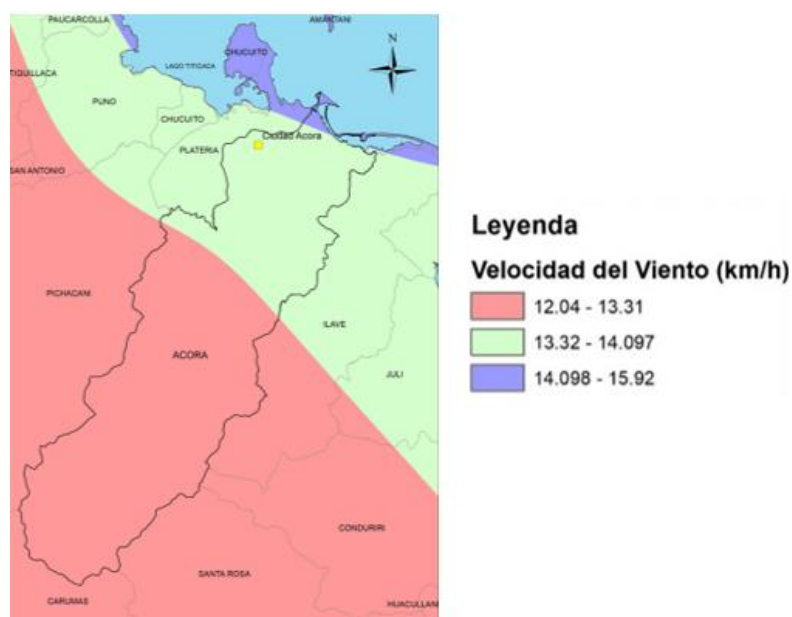 PAUCARCOLLA
AMANTANI
N
CHUCUITO
LAGO TITICACA
TIQUILLACA
PUNO
CHUCUITO
Ciudad Acora
PLATERIA
SAN ANTONIO
PICHACANI
ILAVE
ACORA
JULI
CONDURIRI
SANTA ROSA
CARUMAS
HUACULLANI
Leyenda
Velocidad del Viento (km/h)
12.04 - 13.31
13.32 - 14.097
14.098 - 15.92